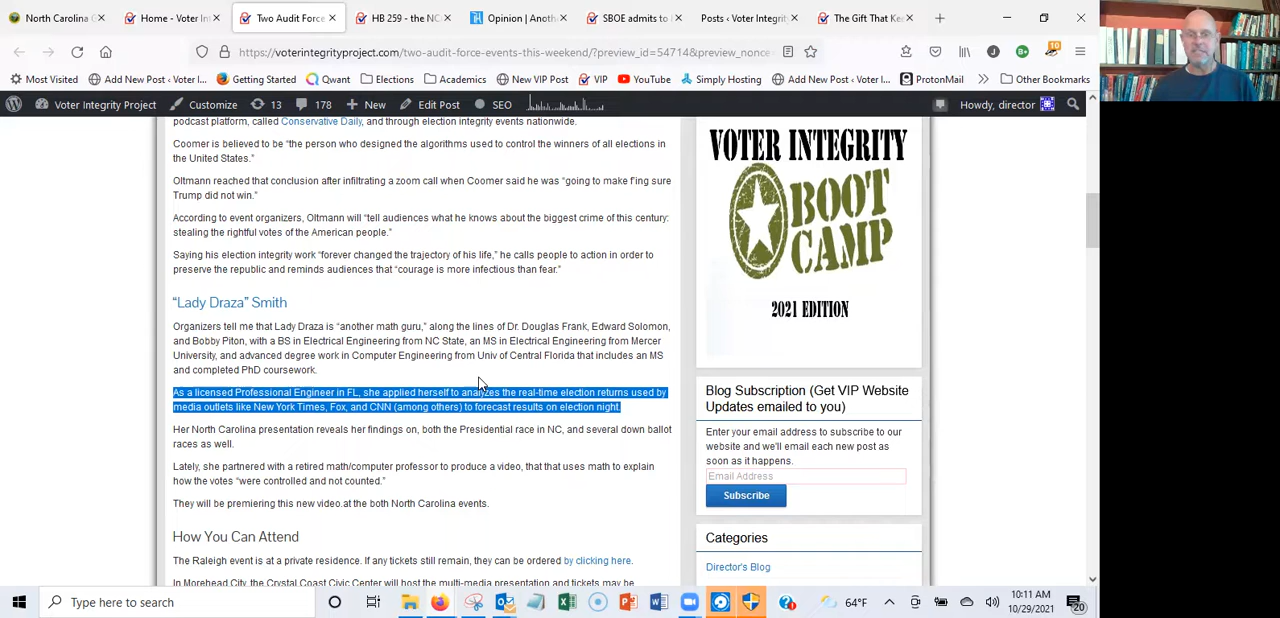 North Carolina G
Home - Voter In
Two Audit Force
HB 259 - the NC
Opinion | Anoth
SBOE admits to
Posts ‹ Voter Integrity
The Gift That Kee
https://voterintegrityproject.com/two-audit-force-events-this-weekend/?preview_id=54714&preview_nonce
Most Visited
Add New Post ‹ Voter I...
Getting Started
Qwant
Elections
Academics
New VIP Post
VIP
YouTube
Simply Hosting
Add New Post ‹ Voter I...
ProtonMail
Other Bookmarks
Voter Integrity Project
Customize
13
178
New
Edit Post
SEO
Howdy, director
podcast platform, called Conservative Daily, and through election integrity events nationwide.
Coomer is believed to be “the person who designed the algorithms used to control the winners of all elections in
the United States.”
Oltmann reached that conclusion after infiltrating a zoom call when Coomer said he was “going to make f'ing sure
Trump did not win.”
According to event organizers, Oltmann will “tell audiences what he knows about the biggest crime of this century:
stealing the rightful votes of the American people.”
Saying his election integrity work “forever changed the trajectory of his life,” he calls people to action in order to
preserve the republic and reminds audiences that “courage is more infectious than fear.”
“Lady Draza” Smith
Organizers tell me that Lady Draza is “another math guru,” along the lines of Dr. Douglas Frank, Edward Solomon,
and Bobby Piton, with a BS in Electrical Engineering from NC State, an MS in Electrical Engineering from Mercer
University, and advanced degree work in Computer Engineering from Univ of Central Florida that includes an MS
and completed PhD coursework.
As a licensed Professional Engineer in FL, she applied herself to analyzes the real-time election returns used by
media outlets like New York Times, Fox, and CNN (among others) to forecast results on election night.
Her North Carolina presentation reveals her findings on, both the Presidential race in NC, and several down ballot
races as well.
Lately, she partnered with a retired math/computer professor to produce a video, that that uses math to explain
how the votes “were controlled and not counted.”
They will be premiering this new video at the both North Carolina events.
How You Can Attend
The Raleigh event is at a private residence. If any tickets still remain, they can be ordered by clicking here.
In Morehead City, the Crystal Coast Civic Center will host the multi-media presentation and tickets may be
VOTER INTEGRITY
BOOT
CAMP
2021 EDITION
Blog Subscription (Get VIP Website
Updates emailed to you)
Enter your email address to subscribe to our
website and we'll email each new post as
soon as it happens.
Email Address
Subscribe
Categories
Director's Blog
Type here to search
64°F
10:11 AM
10/29/2021
20